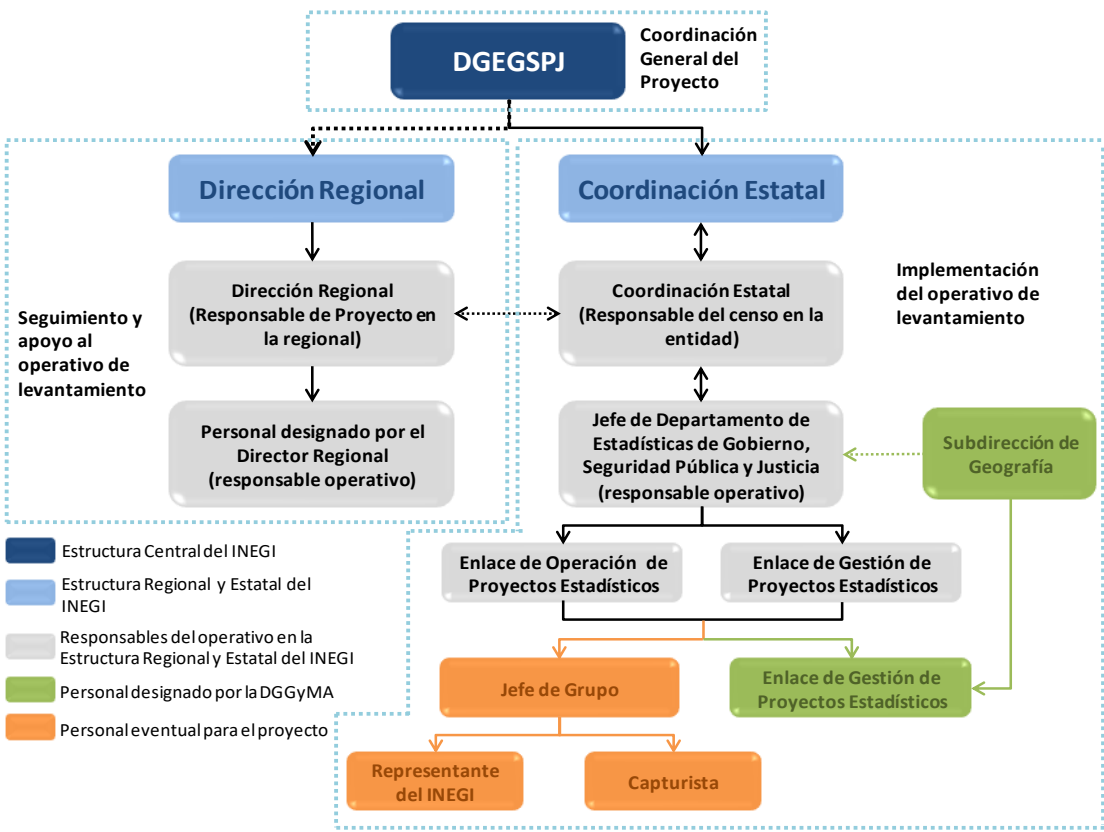 DGEGSPJ
Coordinación
General del
Proyecto
Dirección Regional
Coordinación Estatal
Dirección Regional
(Responsable de Proyecto en
la regional)
Coordinación Estatal
(Responsable del censo en la
entidad)
Implementación
del operativo de
levantamiento
Seguimiento y
apoyo al
operativo de
levantamiento
Personal designado por el
Director Regional
(responsable operativo)
Jefe de Departamento de
Estadísticas de Gobierno,
Seguridad Pública y Justicia
(responsable operativo)
Subdirección de
Geografía
Enlace de Operación de
Proyectos Estadísticos
Enlace de Gestión de
Proyectos Estadísticos
Jefe de Grupo
Enlace de Gestión de
Proyectos Estadísticos
Representante
del INEGI
Capturista
Estructura Central del INEGI
Estructura Regional y Estatal del
INEGI
Responsables del operativo en la
Estructura Regional y Estatal del INEGI
Personal designado por la DGGyMA
Personal eventual para el proyecto